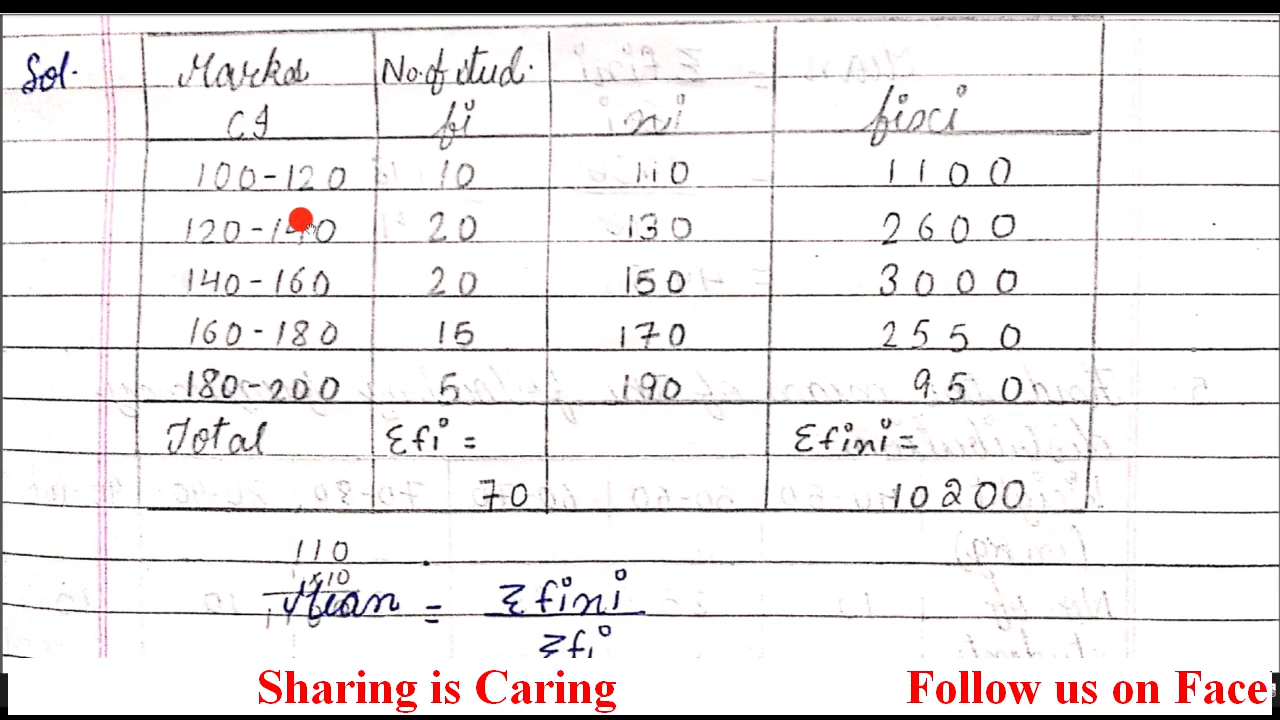 Sol.
Marks No. of stud.
CI fi xi fixi
100-120 10 110 1100
120-140 20 130 2600
140-160 20 150 3000
160-180 15 170 2550
180-200 5 190 950
Total Σfi = Σfixi =
70 10200
110
×10
Mean = Σfixi
Σfi
Sharing is Caring Follow us on Face